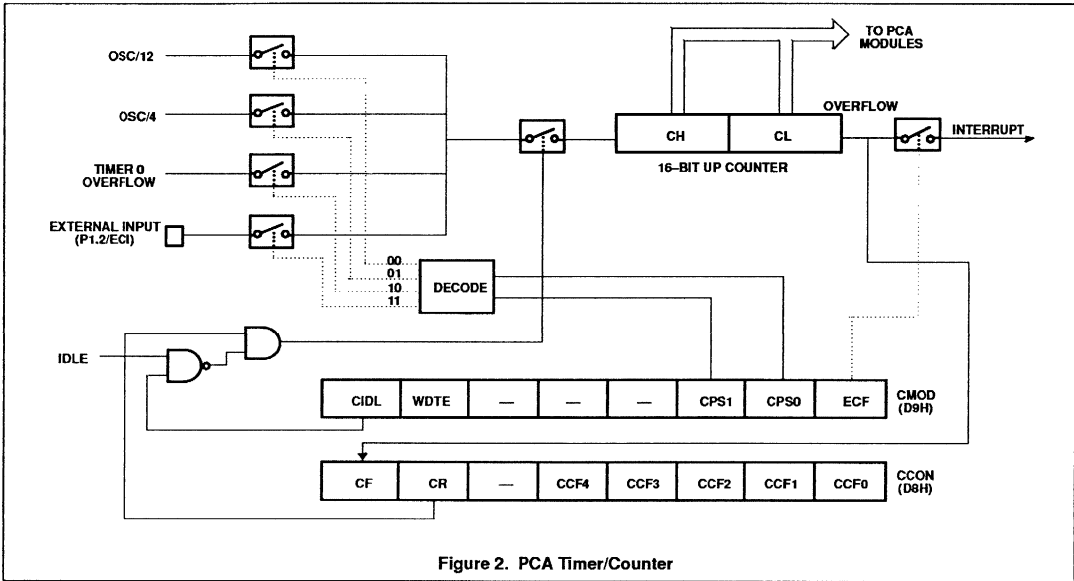 OSC/12
OSC/4
TIMER 0
OVERFLOW
EXTERNAL INPUT
(P1.2/ECI)
TO PCA
MODULES
OVERFLOW
CH
CL
INTERRUPT
16–BIT UP COUNTER
00
01
10
11
DECODE
IDLE
CIDL
WDTE
—
—
—
CPS1
CPS0
ECF
CMOD
(D9H)
CF
CR
—
CCF4
CCF3
CCF2
CCF1
CCF0
CCON
(D8H)
Figure 2. PCA Timer/Counter